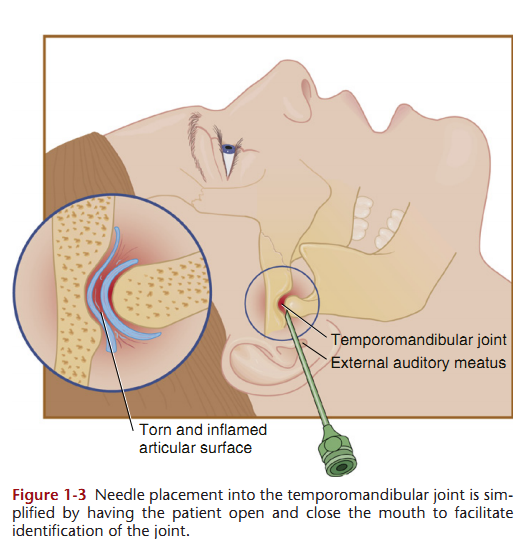 Temporomandibular joint
External auditory meatus
Torn and inflamed
articular surface
Figure 1-3 Needle placement into the temporomandibular joint is sim-
plified by having the patient open and close the mouth to facilitate
identification of the joint.